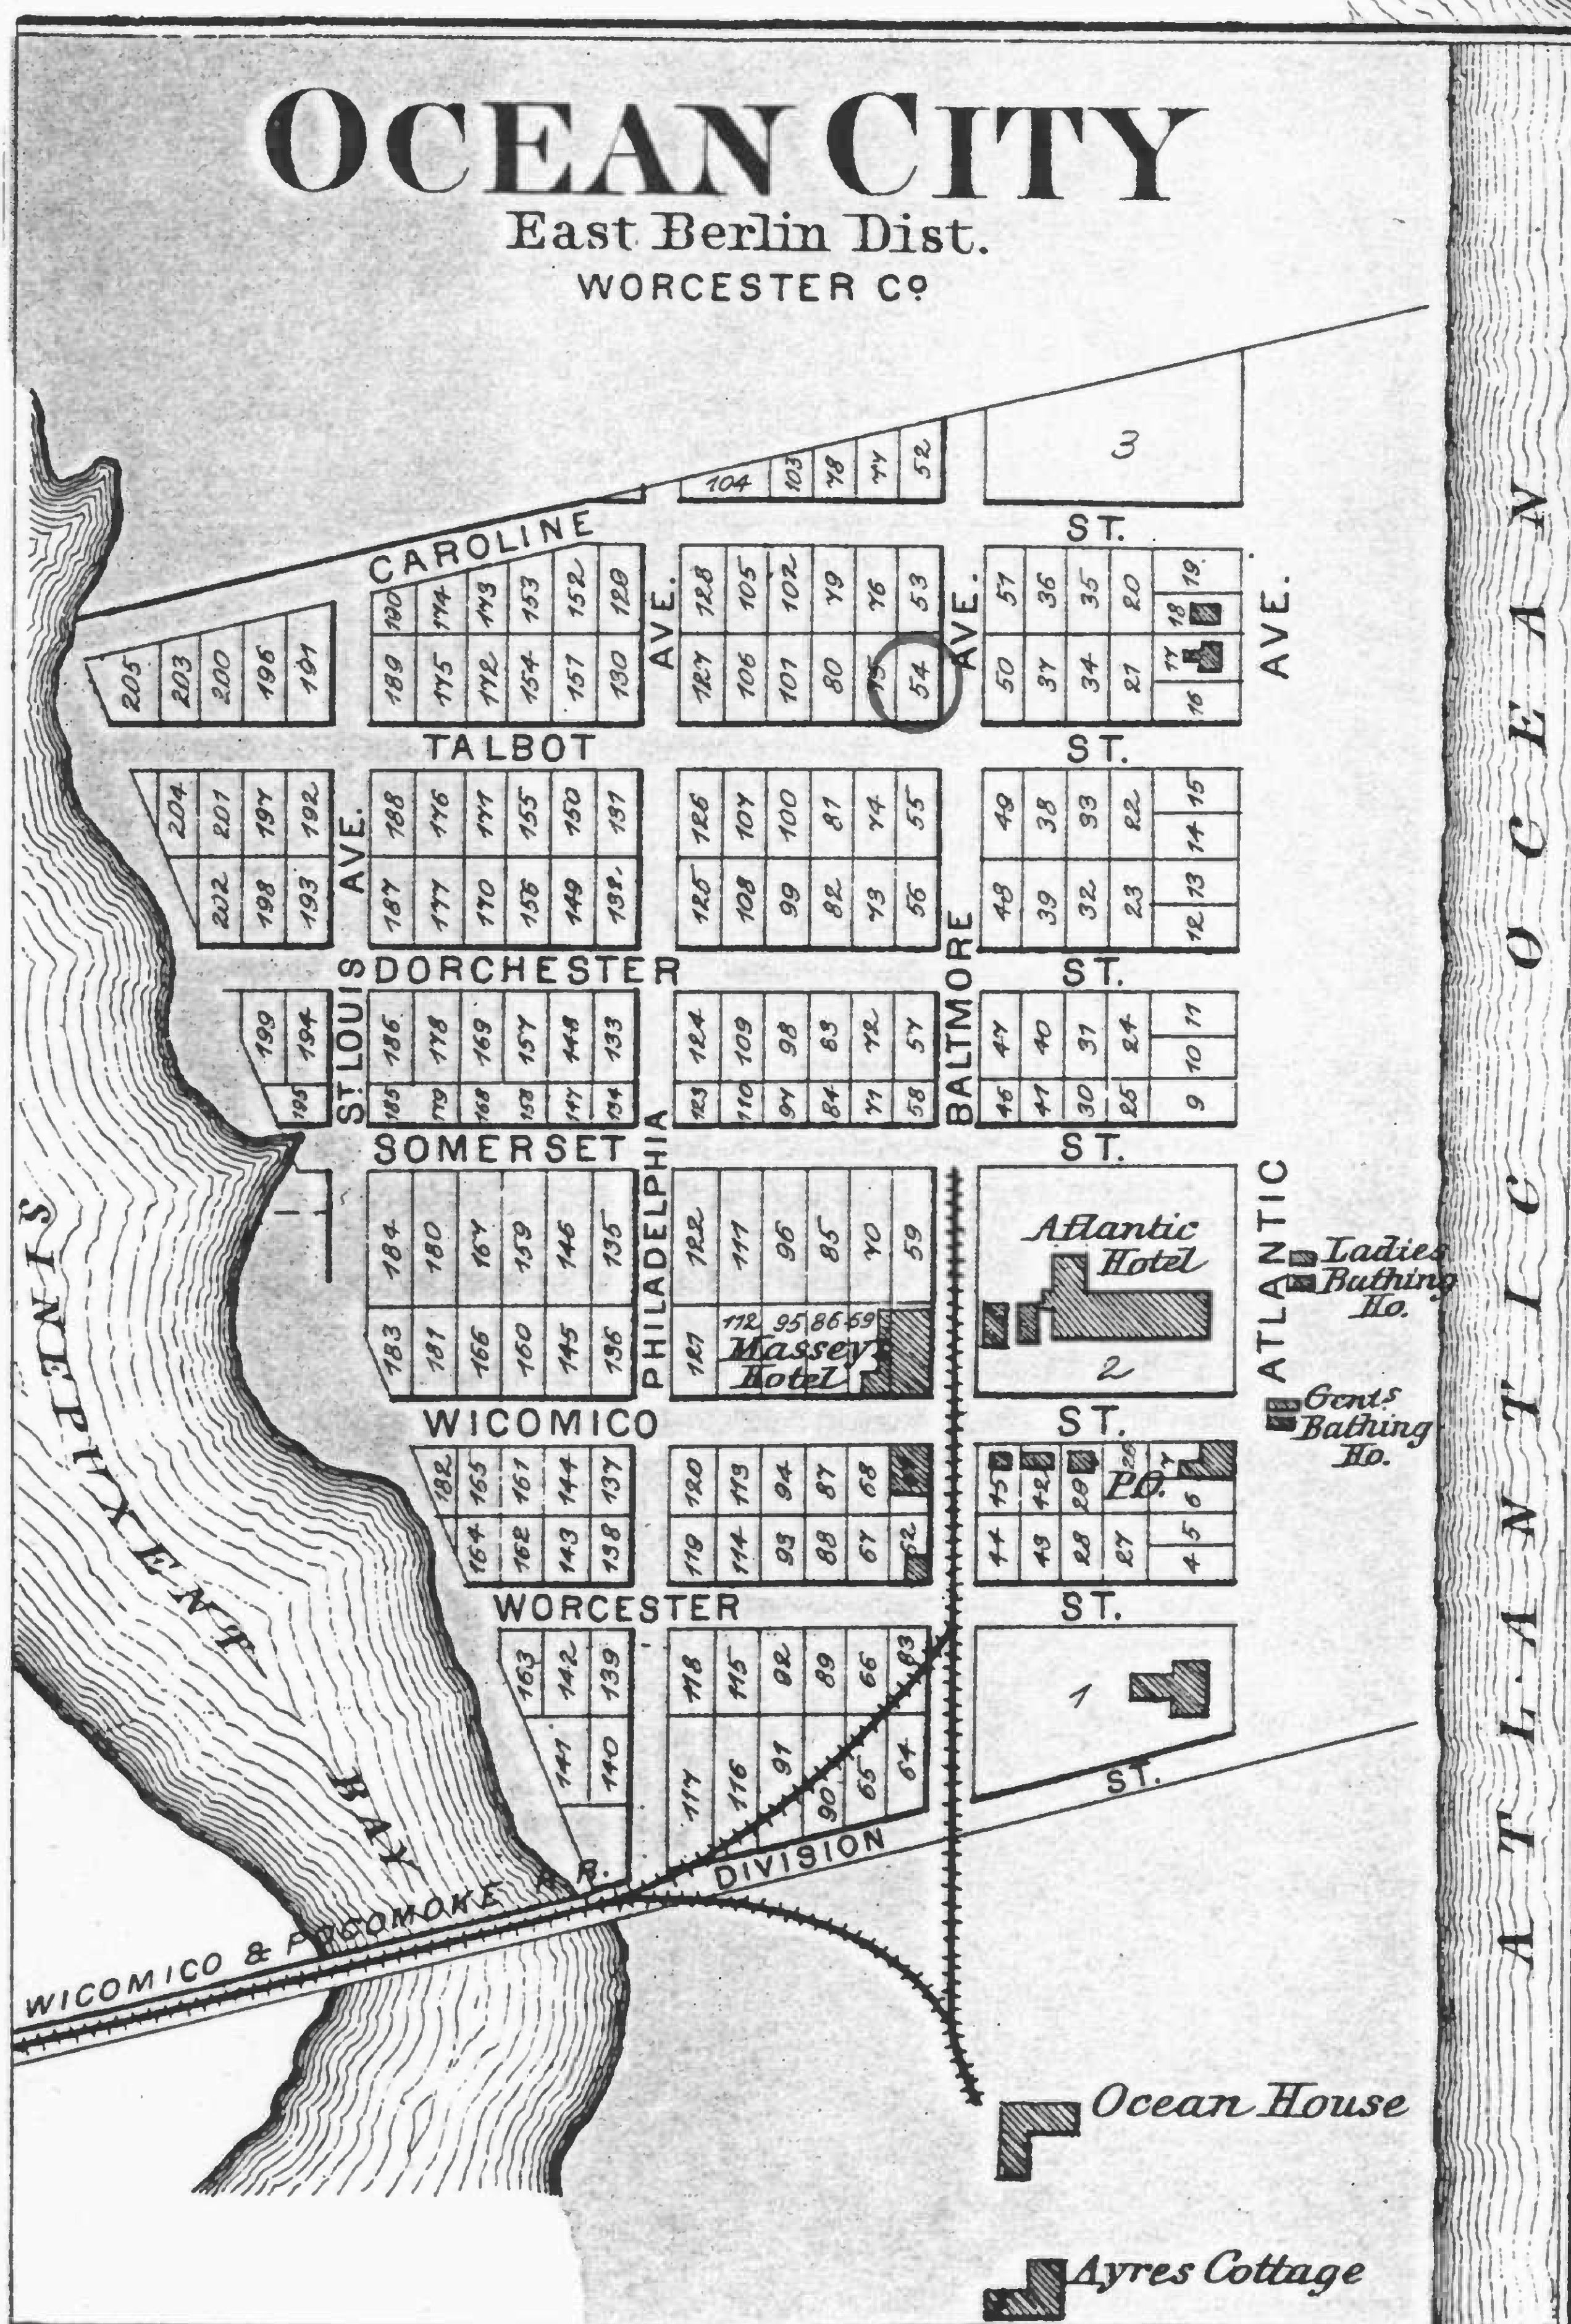 OCEAN CITY
East Berlin Dist.
WORCESTER Co
3
104 103 78 77 52
CAROLINE ST.
190 174 173 153 152 129
128 105 102 79 76 53
51 36 35 20 19
18
AVE. AVE. AVE.
205 203 200 196 191
189 175 172 154 151 130
127 106 101 80 75 54
50 37 34 21 17
16
TALBOT ST.
204 201 197 192
188 176 171 155 150 131
126 107 100 81 74 55
49 38 33 22 15
14
AVE.
202 198 193
187 177 170 156 149 132
125 108 99 82 73 56
48 39 32 23 13
12
ST. LOUIS
DORCHESTER ST.
BALTMORE
199 194
186 178 169 157 148 133
124 109 98 83 72 57
47 40 31 24 11
10
195
185 179 168 158 147 134
123 110 97 84 71 58
46 41 30 25 9
SOMERSET ST.
PHILADELPHIA
ATLANTIC
184 180 167 159 146 135
122 111 96 85 70 59
Atlantic
Hotel
2
Ladies
Bathing
Ho.
183 181 166 160 145 136
121 112 95 86 69
Massey
Hotel
Gents
Bathing
Ho.
WICOMICO ST.
182 165 161 144 137
120 113 94 87 68
45 42 29 26 7
P.O.
6
164 162 143 138
119 114 93 88 67 62
44 43 28 27 5
4
WORCESTER ST.
163 142 139
118 115 92 89 66 63
1
141 140
117 116 91 90 65 64
DIVISION ST.
WICOMICO & POCOMOKE R.R.
SINEPUXENT BAY
ATLANTIC OCEAN
Ocean House
Ayres Cottage